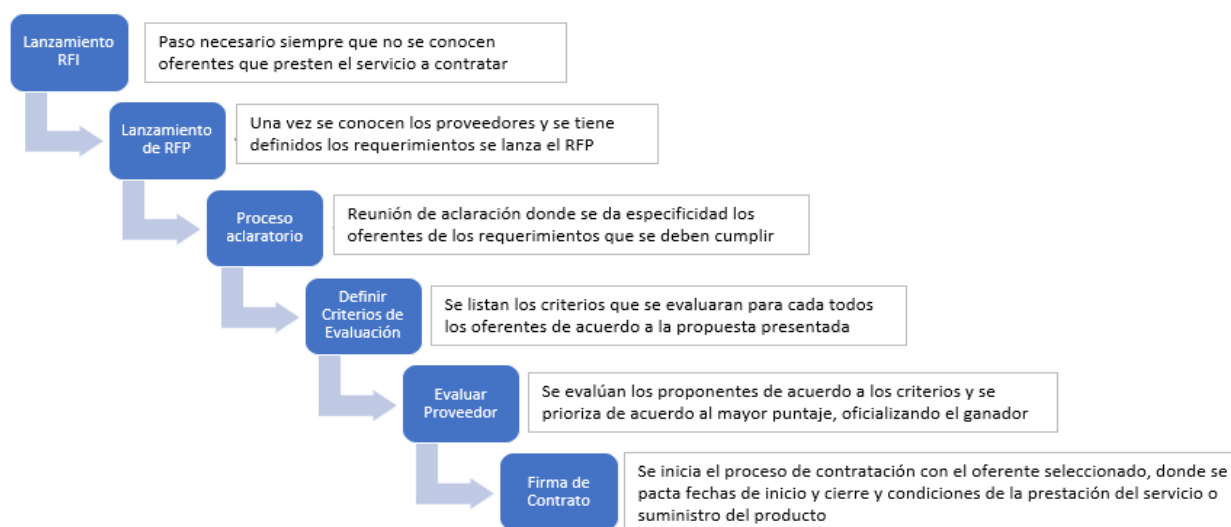 Lanzamiento
RFI
Paso necesario siempre que no se conocen
oferentes que presten el servicio a contratar
Lanzamiento
de RFP
Una vez se conocen los proveedores y se tiene
definidos los requerimientos se lanza el RFP
Proceso
aclaratorio
Reunión de aclaración donde se da especificidad los
oferentes de los requerimientos que se deben cumplir
Definir
Criterios de
Evaluación
Se listan los criterios que se evaluaran para cada todos
los oferentes de acuerdo a la propuesta presentada
Evaluar
Proveedor
Se evalúan los proponentes de acuerdo a los criterios y se
prioriza de acuerdo al mayor puntaje, oficializando el ganador
Firma de
Contrato
Se inicia el proceso de contratación con el oferente seleccionado, donde se
pacta fechas de inicio y cierre y condiciones de la prestación del servicio o
suministro del producto